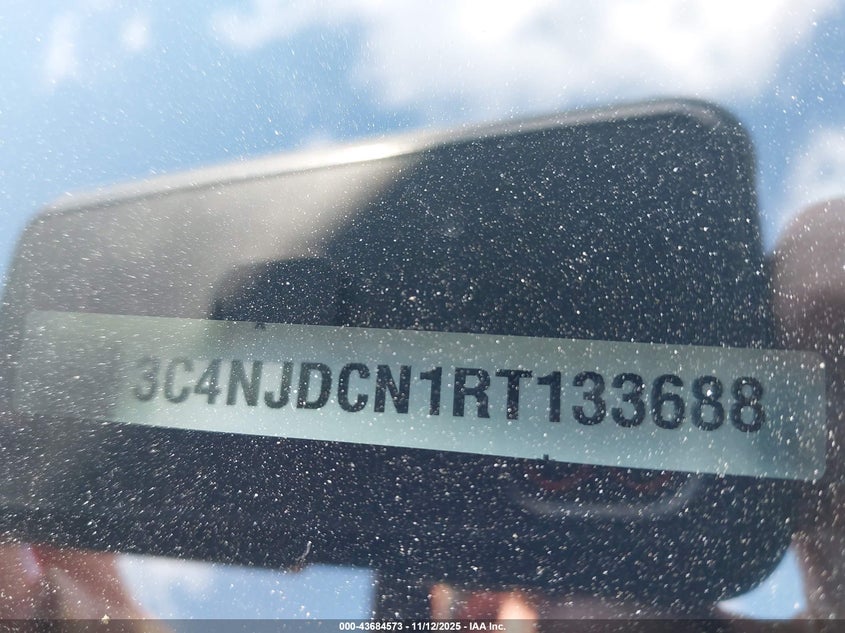 3C4NJDCN1RT133688
000-43684573 - 11/12/2025 - IAA Inc.